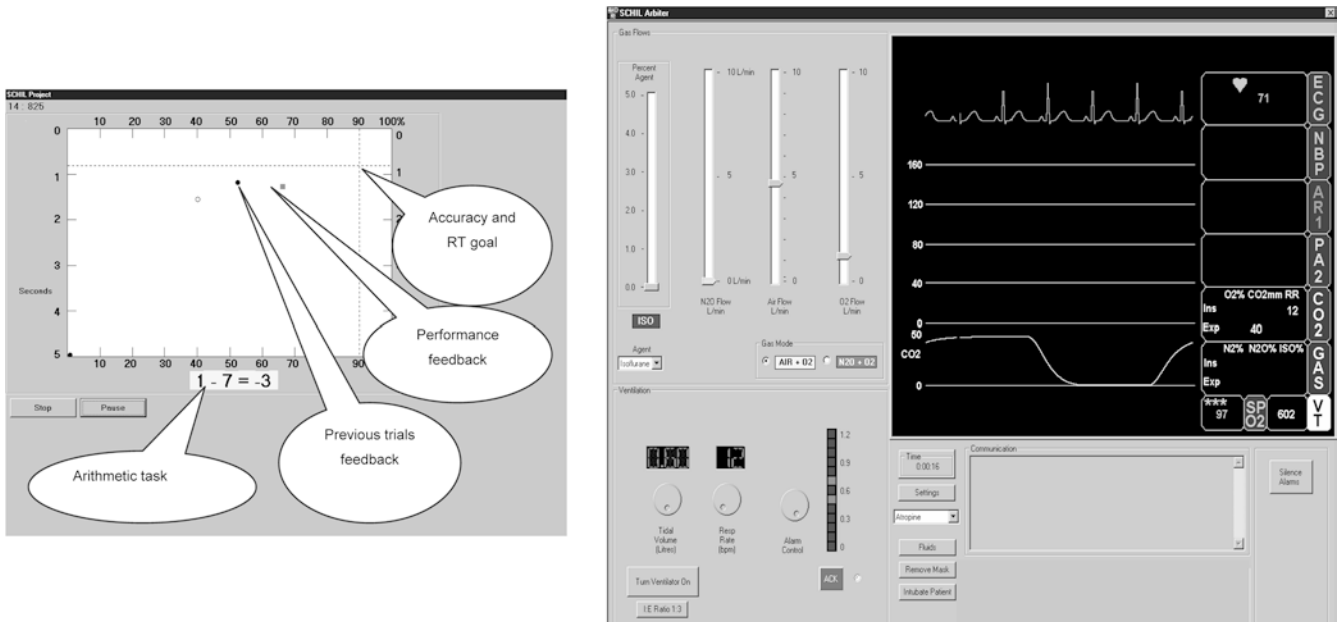 SCHIL Project
14 : 825
10 20 30 40 50 60 70 80 90 100%
0 0
1 1
2 2
3
Seconds
4
5
10 20 30 40 50 60 70 80 90
1 - 7 = -3
Stop Pause
Accuracy and
RT goal
Performance
feedback
Previous trials
feedback
Arithmetic task
SCHIL Arbiter
Gas Flows
Percent
Agent
5.0
4.0
3.0
2.0
1.0
0.0
ISO
Agent
Isoflurane
10 L/min
5
0 L/min
N2O Flow
L/min
10
5
0
Air Flow
L/min
10
5
0
O2 Flow
L/min
Gas Mode
AIR + O2 N2O + O2
Ventilation
12
Tidal
Volume
(Litres)
Resp
Rate
(bpm)
Alarm
Control
1.2
0.9
0.6
0.3
0
ACK
Turn Ventilator On
I:E Ratio 1:3
160
120
80
40
0
50
CO2
0
71
ECG
NBP
AR1
PA2
O2% CO2mm RR
Ins 12
Exp 40
CO2
N2% N2O% ISO%
Ins
Exp
GAS
***
97
SPO2
602
VT
Time
0:00:16
Settings
Atropine
Fluids
Remove Mask
Intubate Patient
Communication
Silence
Alarms